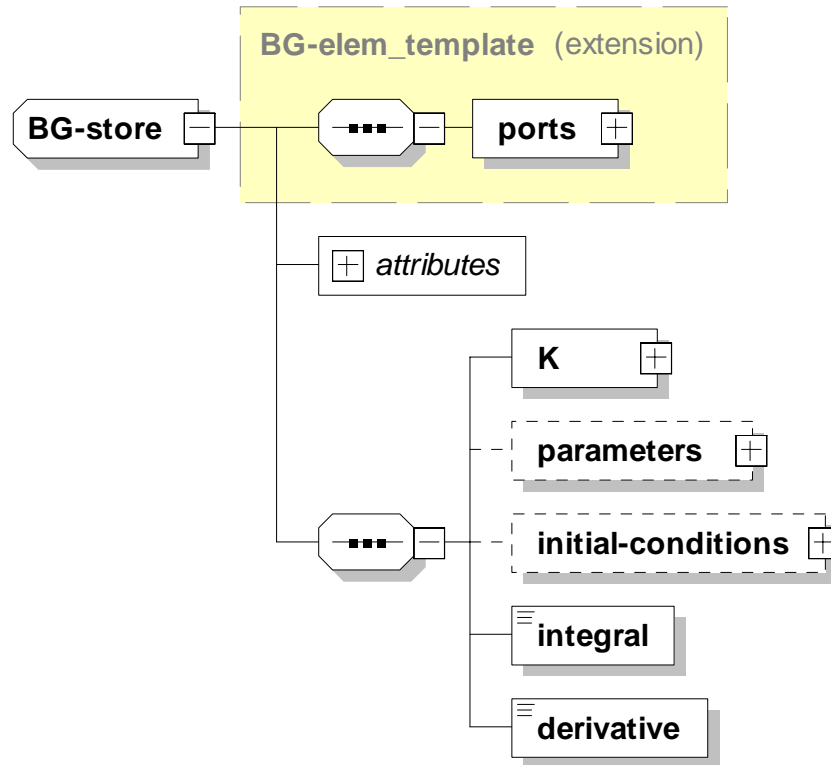 BG-elem_template (extension)
BG-store
ports
attributes
K
parameters
initial-conditions
integral
derivative